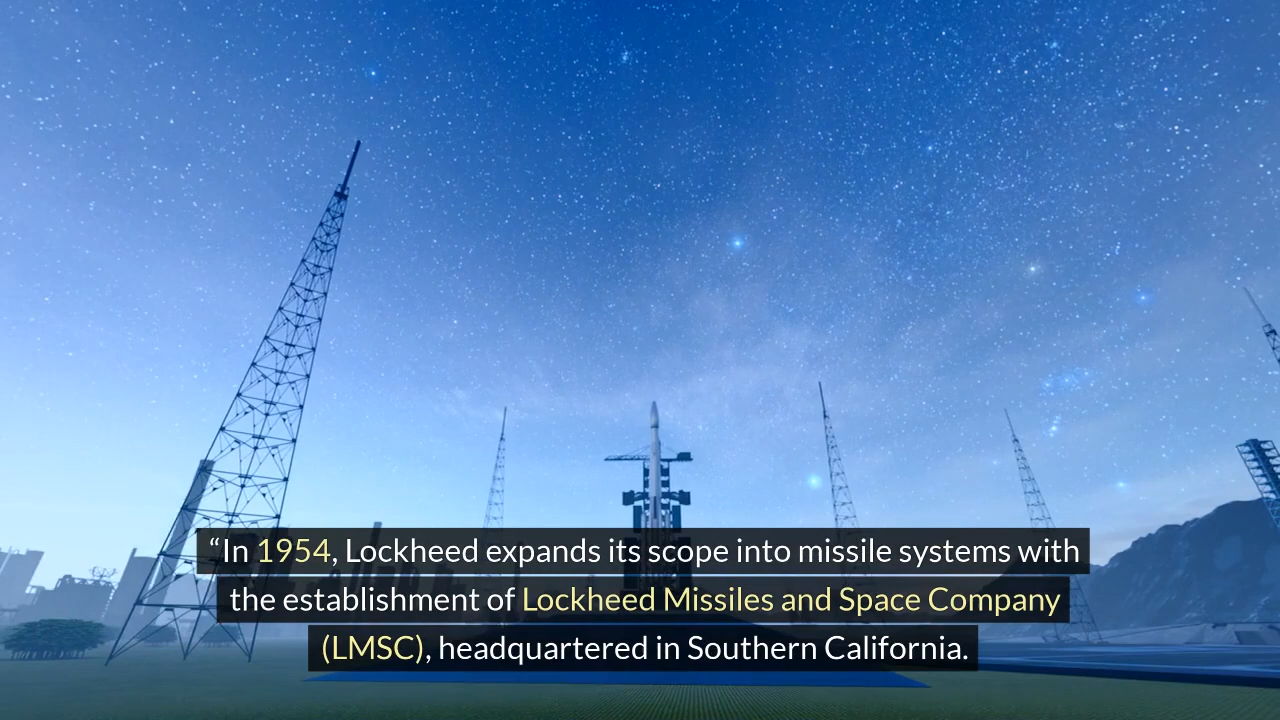 “In 1954, Lockheed expands its scope into missile systems with
the establishment of Lockheed Missiles and Space Company
(LMSC), headquartered in Southern California.